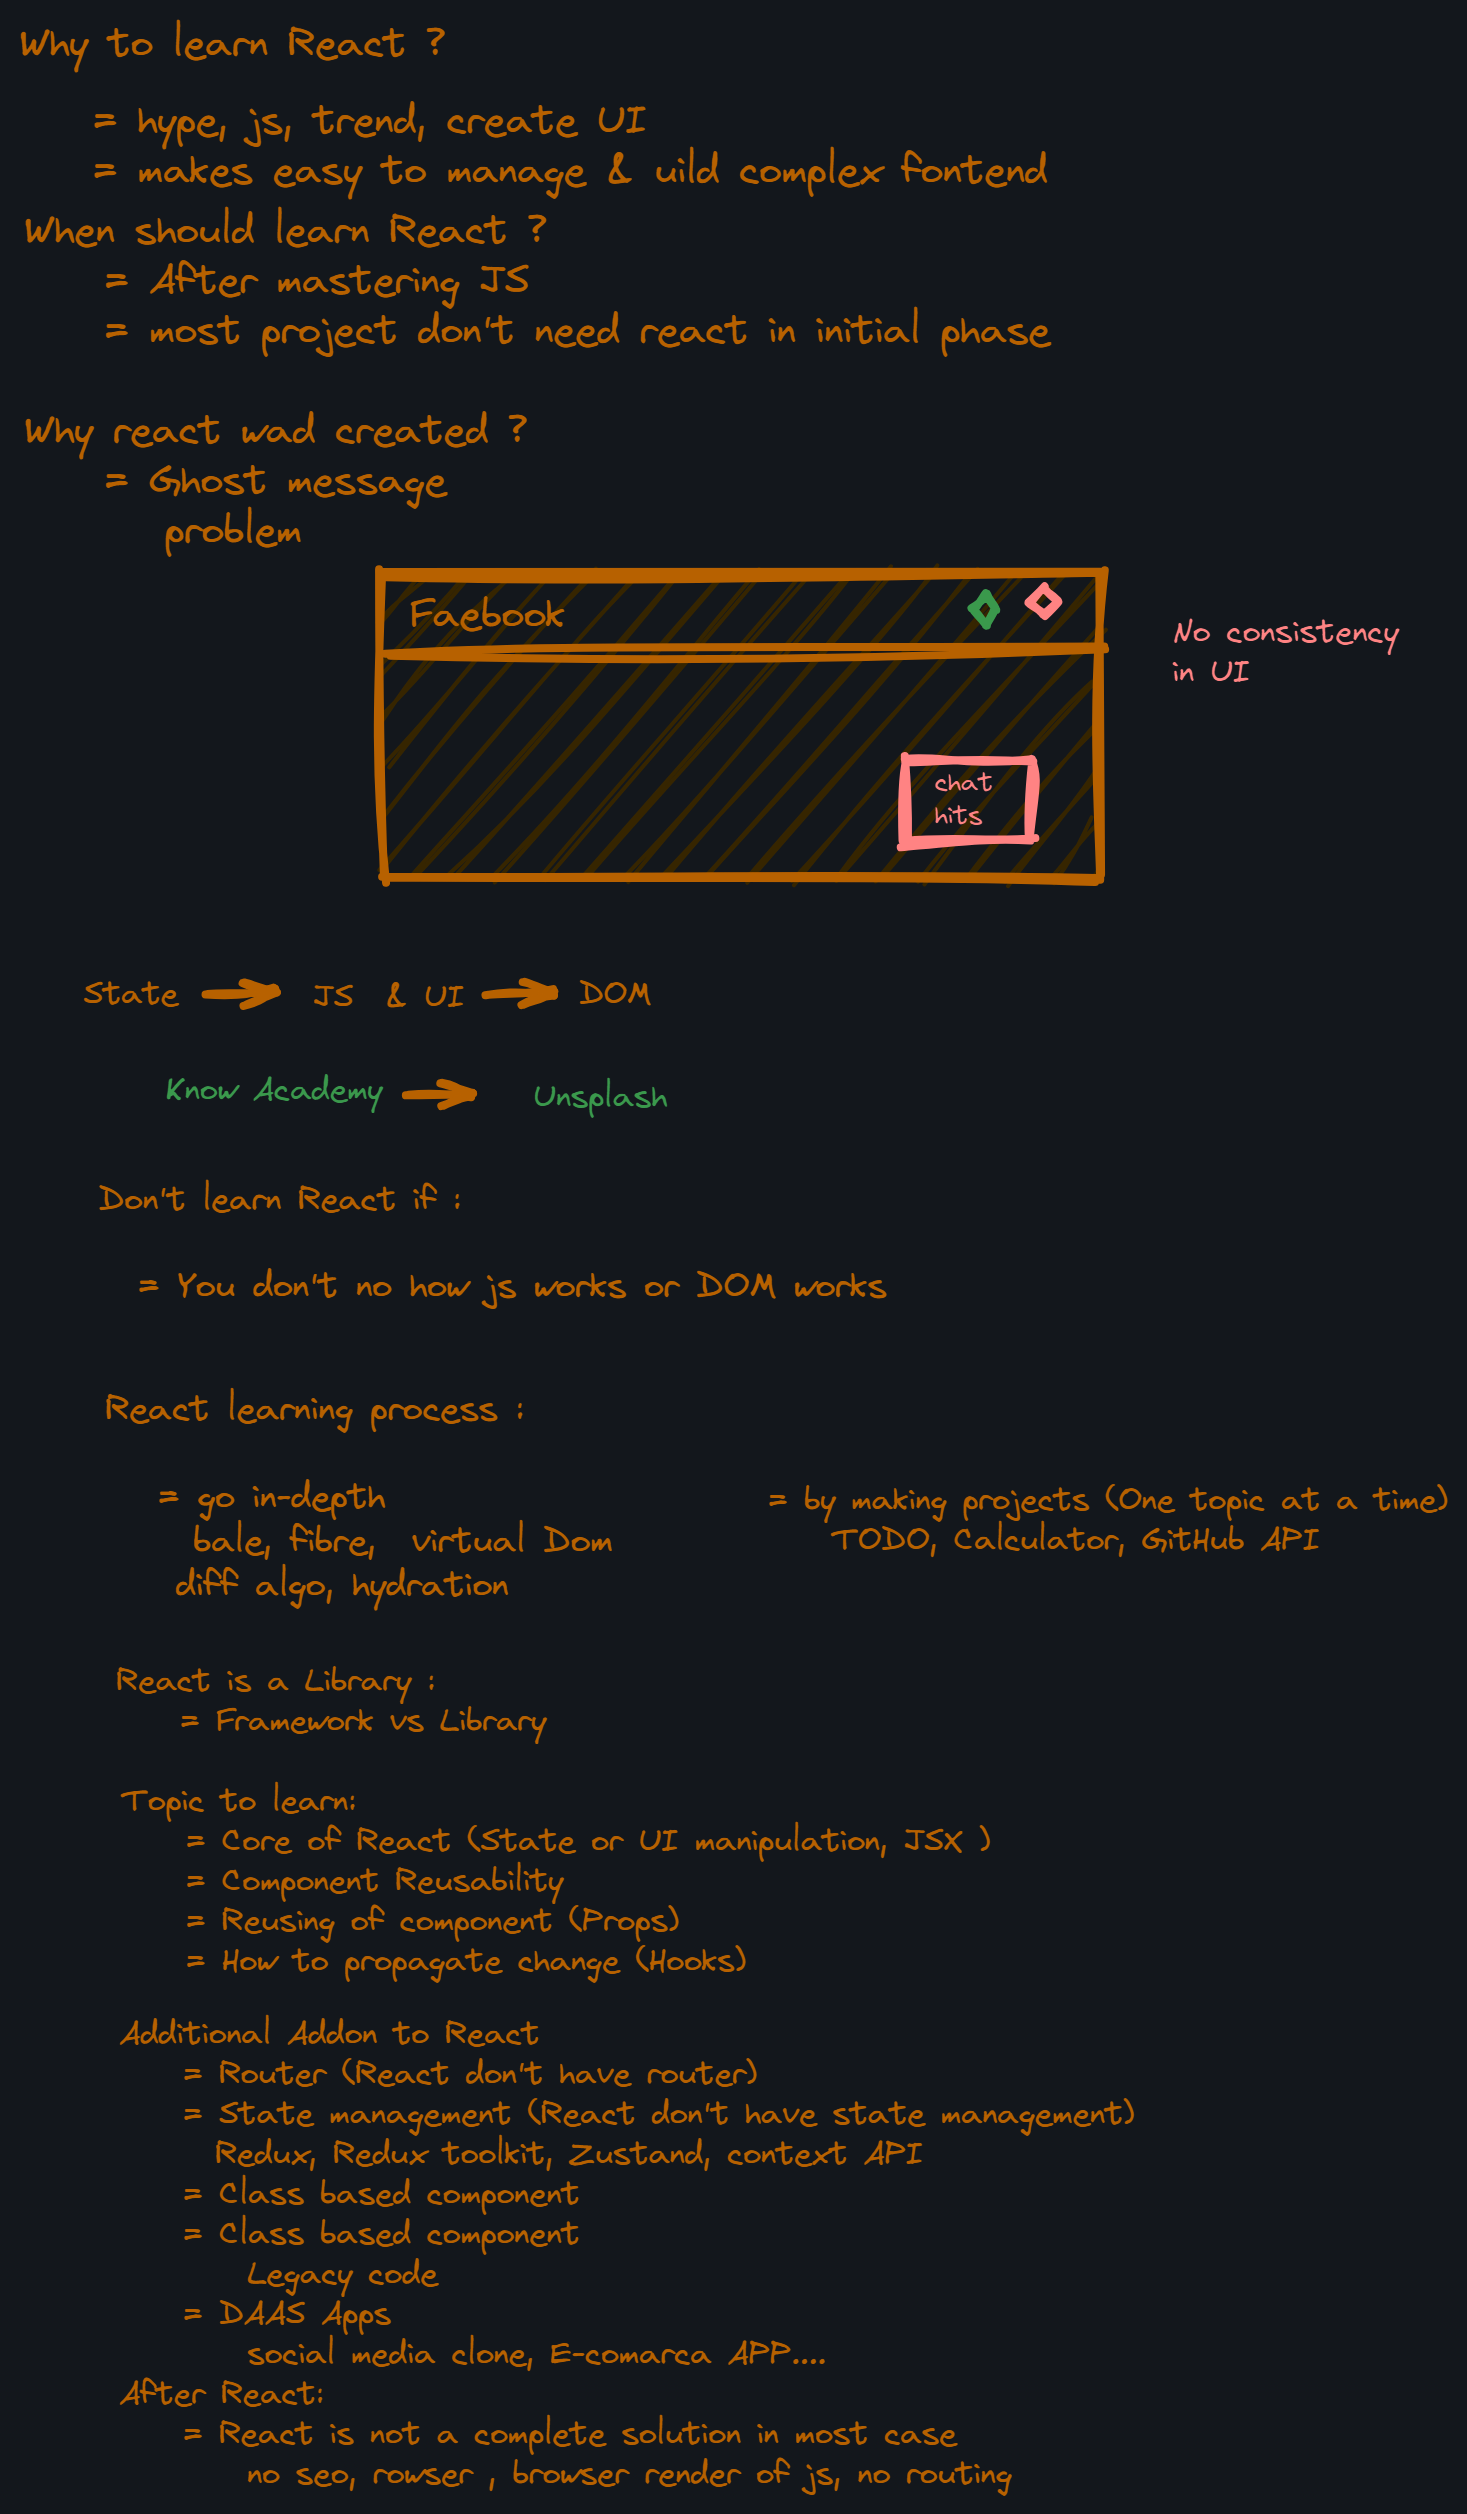 Why to learn React ?
= hype, js, trend, create UI
= makes easy to manage & uild complex fontend
When should learn React ?
= After mastering JS
= most project don't need react in initial phase
Why react wad created ?
= Ghost message
problem
Faebook
No consistency
in UI
chat
hits
State JS & UI DOM
Know Academy Unsplash
Don't learn React if :
= You don't no how js works or DOM works
React learning process :
= go in-depth
bale, fibre, virtual Dom
diff algo, hydration
= by making projects (One topic at a time)
TODO, Calculator, GitHub API
React is a Library :
= Framework vs Library
Topic to learn:
= Core of React (State or UI manipulation, JSX )
= Component Reusability
= Reusing of component (Props)
= How to propagate change (Hooks)
Additional Addon to React
= Router (React don't have router)
= State management (React don't have state management)
Redux, Redux toolkit, Zustand, context API
= Class based component
= Class based component
Legacy code
= DAAS Apps
social media clone, E-comarca APP....
After React:
= React is not a complete solution in most case
no seo, rowser , browser render of js, no routing